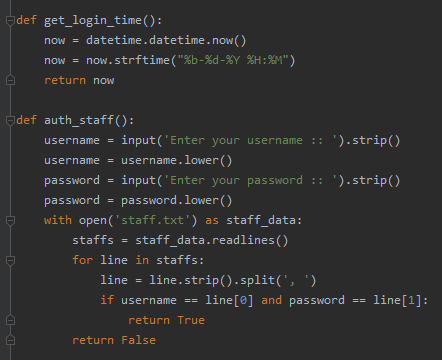 def get_login_time():
    now = datetime.datetime.now()
    now = now.strftime("%b-%d-%Y %H:%M")
    return now

def auth_staff():
    username = input('Enter your username :: ').strip()
    username = username.lower()
    password = input('Enter your password :: ').strip()
    password = password.lower()
    with open('staff.txt') as staff_data:
        staffs = staff_data.readlines()
        for line in staffs:
            line = line.strip().split(', ')
            if username == line[0] and password == line[1]:
                return True
        return False